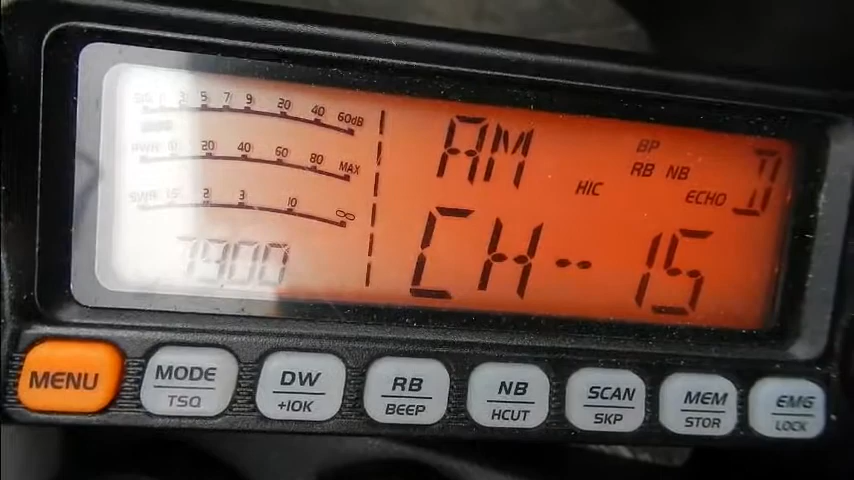 SIG 1 3 5 7 9 20 40 60dB
AM
BP
D
PWR 10 20 40 60 80 MAX
RB NB
HIC
ECHO
SWR 1.5 2 3 10 ∞
CH-15
7900
MENU MODE DW RB NB SCAN MEM EMG
TSQ +10K BEEP HCUT SKIP STOR LOCK